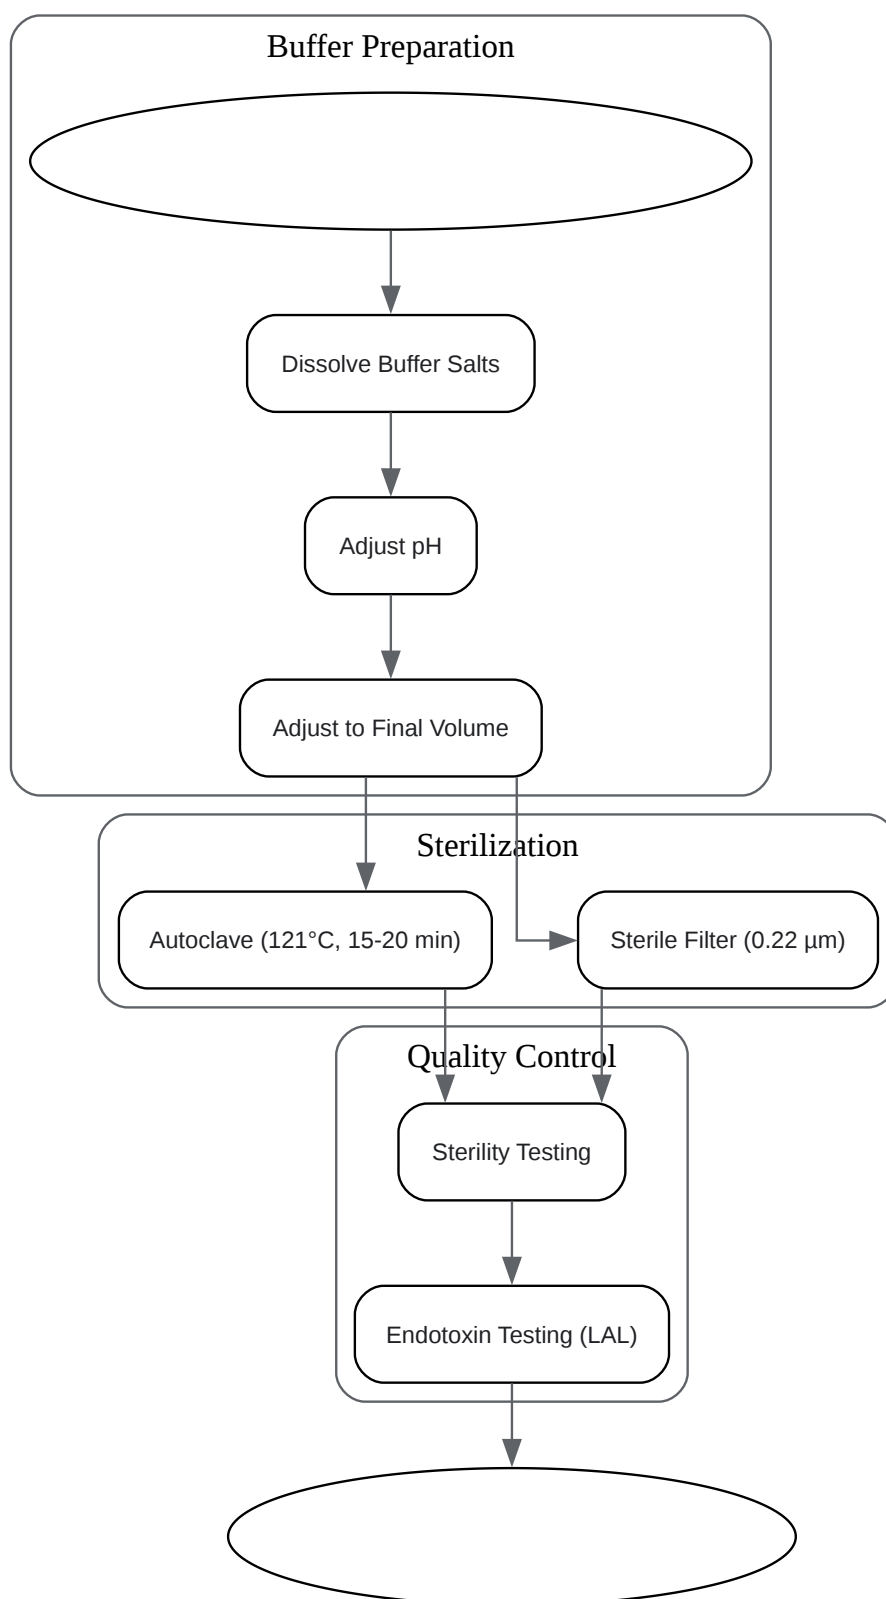 Buffer Preparation
Dissolve Buffer Salts
Adjust pH
Adjust to Final Volume
Sterilization
Autoclave (121°C, 15-20 min)
Sterile Filter (0.22 µm)
Quality Control
Sterility Testing
Endotoxin Testing (LAL)